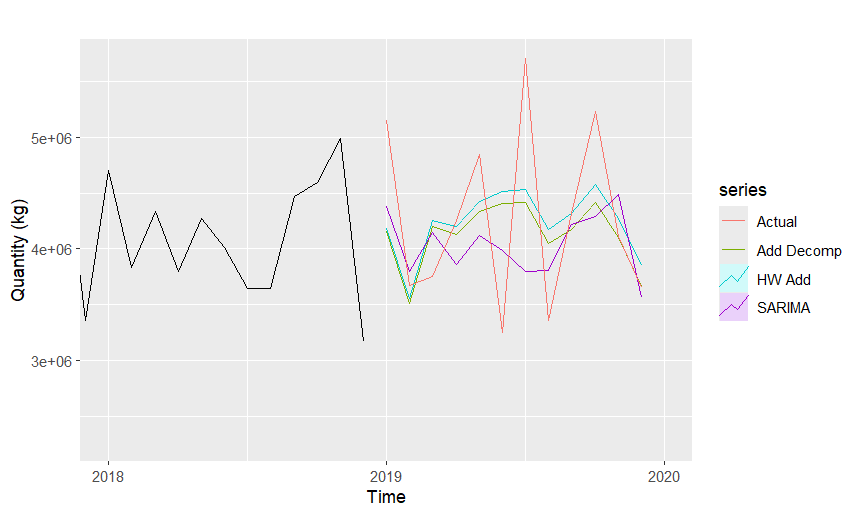 Quantity (kg)
5e+06
4e+06
3e+06
2018
2019
2020
Time
series
Actual
Add Decomp
HW Add
SARIMA